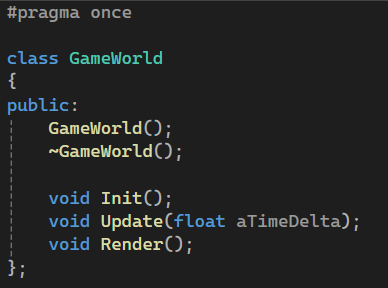 #pragma once
class GameWorld
{
public:
    GameWorld();
    ~GameWorld();
    void Init();
    void Update(float aTimeDelta);
    void Render();
};